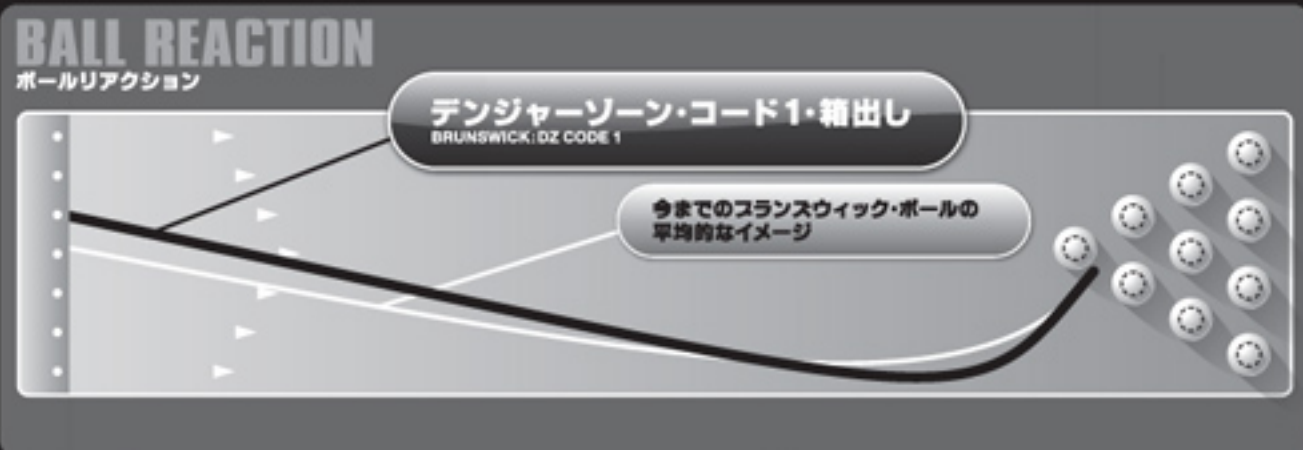 BALL REACTION
ボールリアクション
デンジャーゾーン・コード1・箱出し
BRUNSWICK:DZ CODE 1
今までのブランズウィック・ボールの
平均的なイメージ